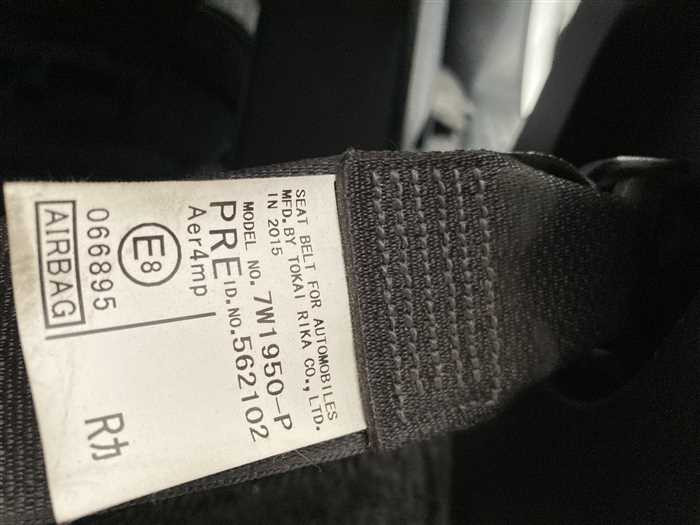 SEAT BELT FOR AUTOMOBILES
MFD. BY TOKAI RIKA CO., LTD.
IN 2015
MODEL NO. 7W1950-P
PRE ID.NO. 562102
Aer4mp
E8
066895
AIRBAG
Rカ